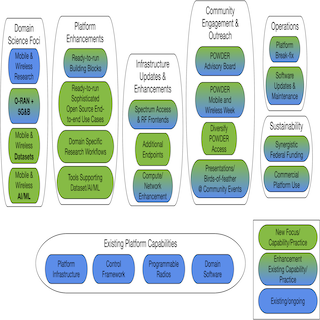 Domain
Science Foci
Mobile &
Wireless
Research
O-RAN +
5G&B
Mobile &
Wireless
Datasets
Mobile &
Wireless
AI/ML
Platform
Enhancements
Ready-to-run
Building Blocks
Ready-to-run
Sophisticated
Open Source End-
to-end Use Cases
Domain Specific
Research Workflows
Tools Supporting
Dataset/AI/ML
Infrastructure
Updates &
Enhancements
Spectrum Access
& RF Frontends
Additional
Endpoints
Compute/
Network
Enhancement
Community
Engagement &
Outreach
POWDER
Advisory Board
POWDER
Mobile and
Wireless Week
Diversify
POWDER
Access
Presentations/
Birds-of-feather
@ Community Events
Operations
Platform
Break-fix
Software
Updates &
Maintenance
Sustainability
Synergistic
Federal Funding
Commercial
Platform Use
Existing Platform Capabilities
Platform
Infrastructure
Control
Framework
Programmable
Radios
Domain
Software
New Focus/
Capability/Practice
Enhancement
Existing Capability/
Practice
Existing/ongoing